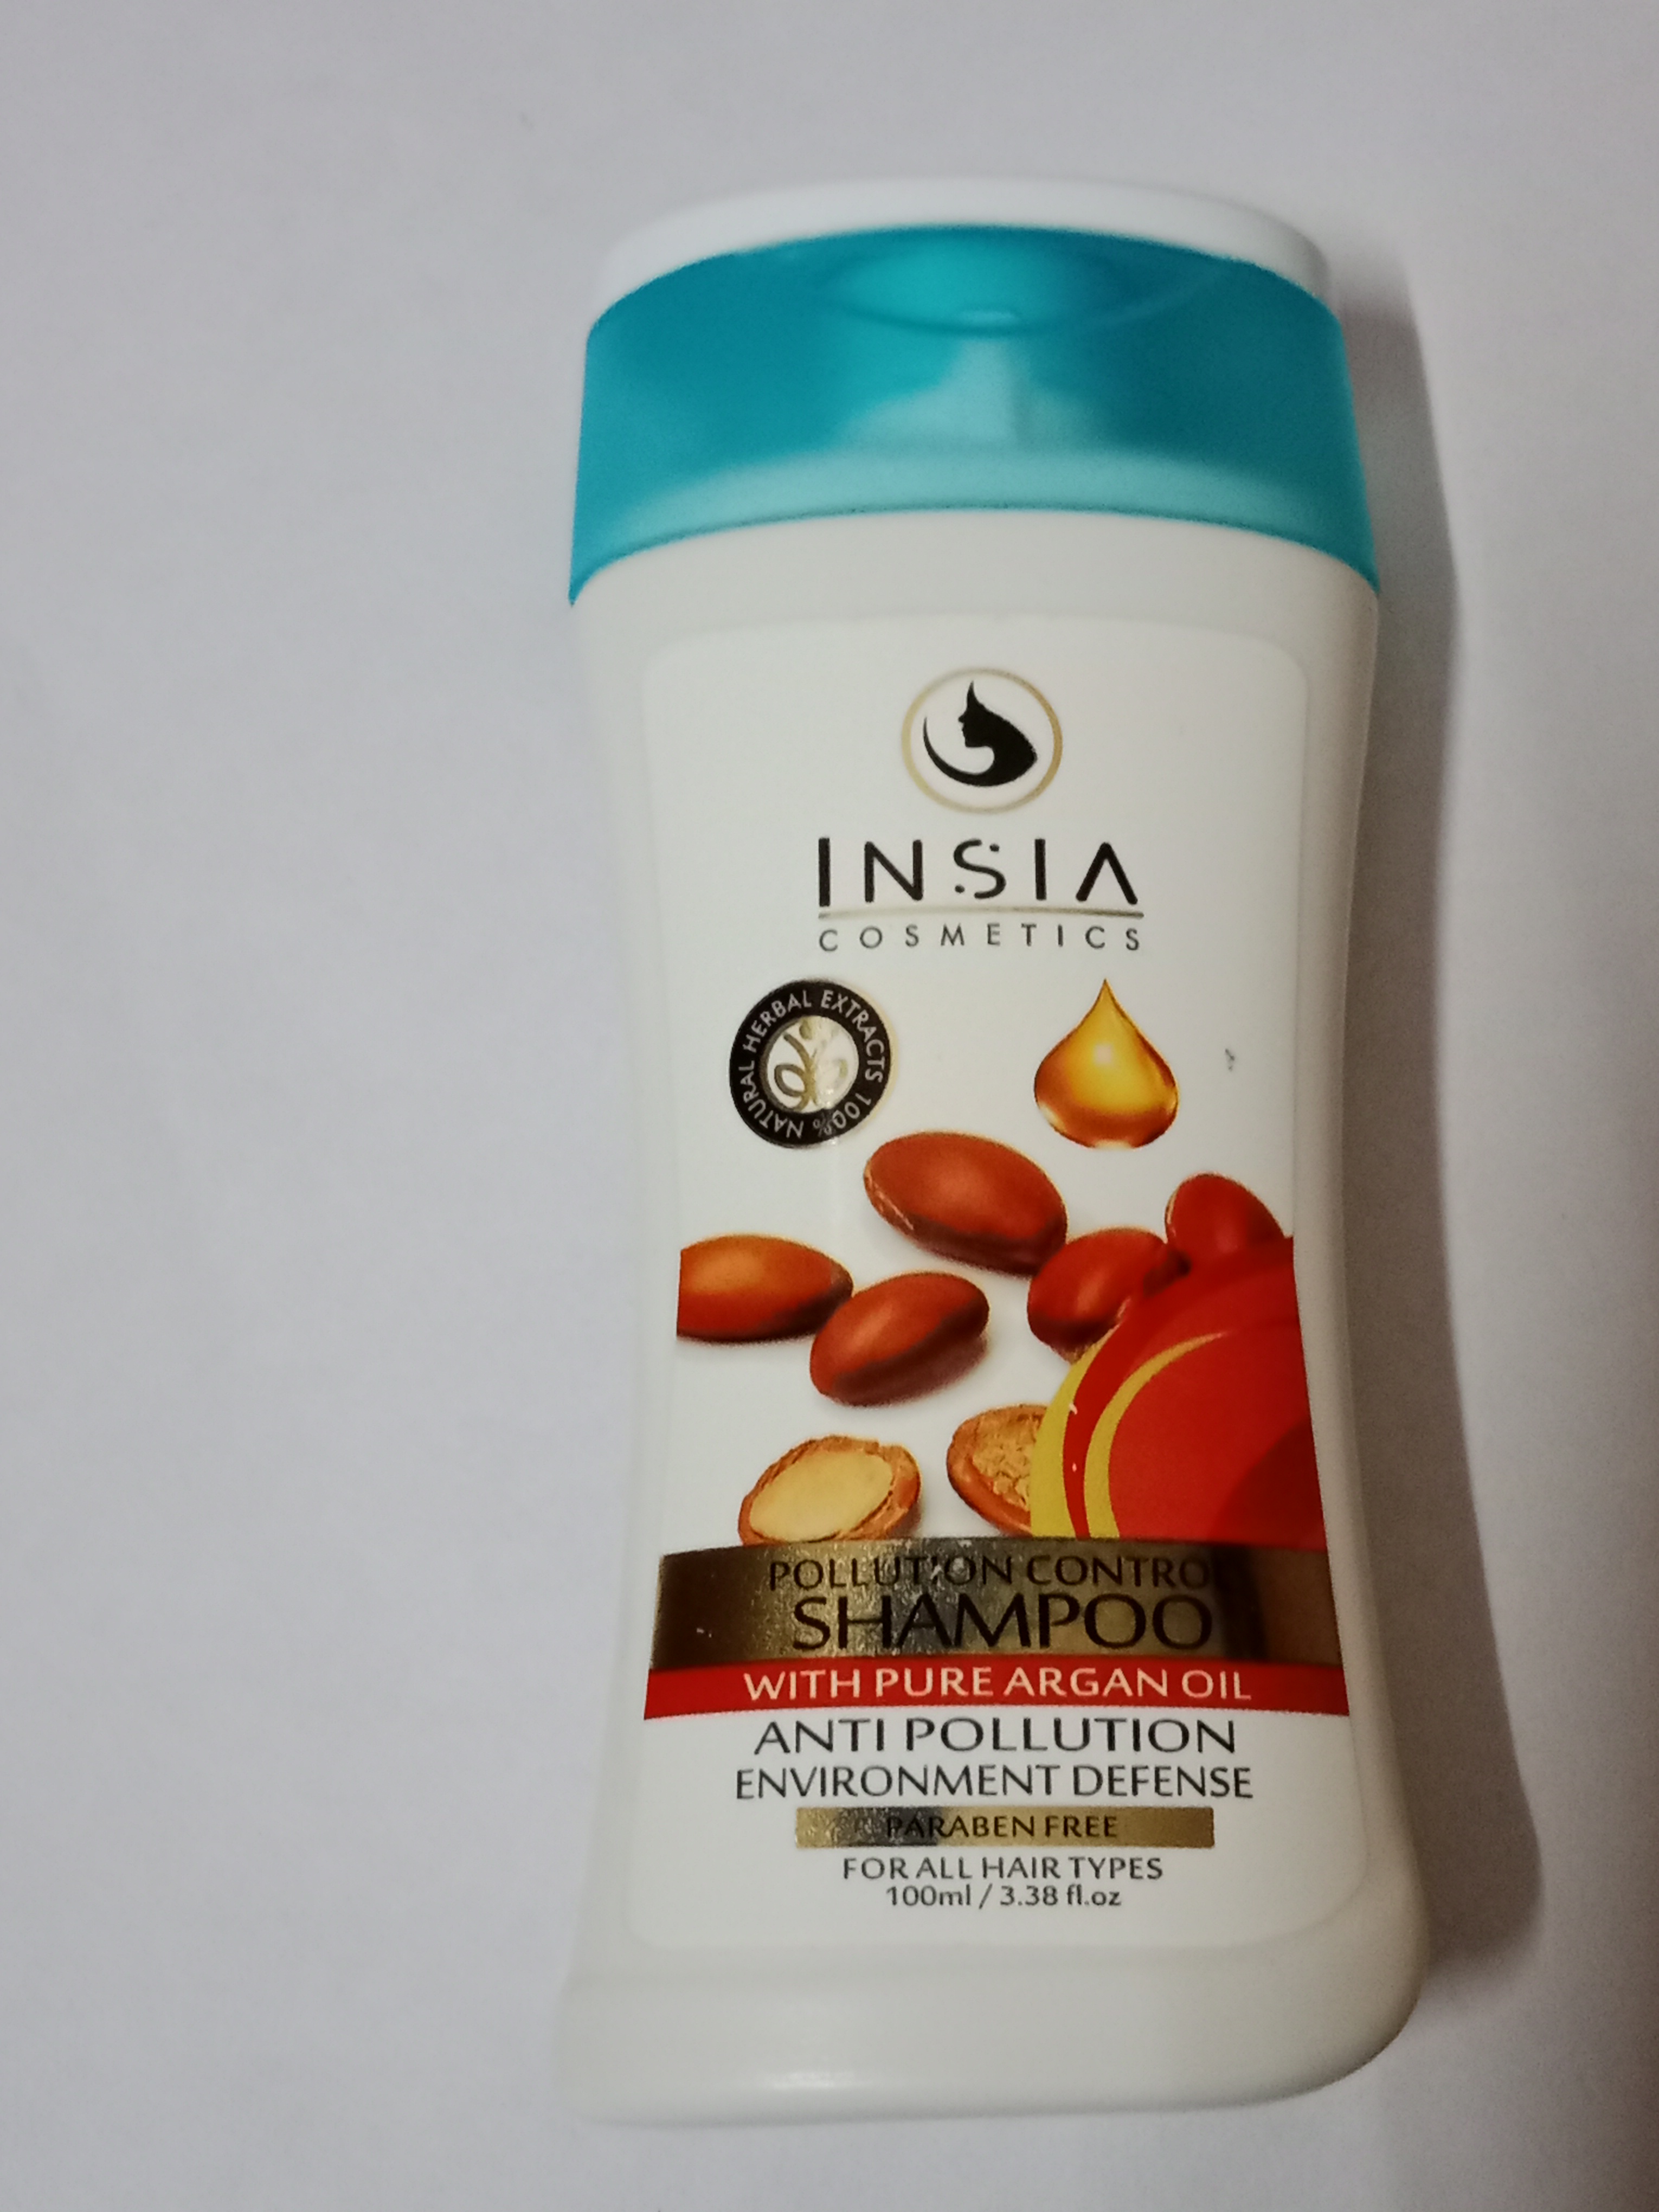 INSIA
COSMETICS
100% NATURAL HERBAL EXTRACTS
POLLUTION CONTROL
SHAMPOO
WITH PURE ARGAN OIL
ANTI POLLUTION
ENVIRONMENT DEFENSE
PARABEN FREE
FOR ALL HAIR TYPES
100ml / 3.38 fl.oz